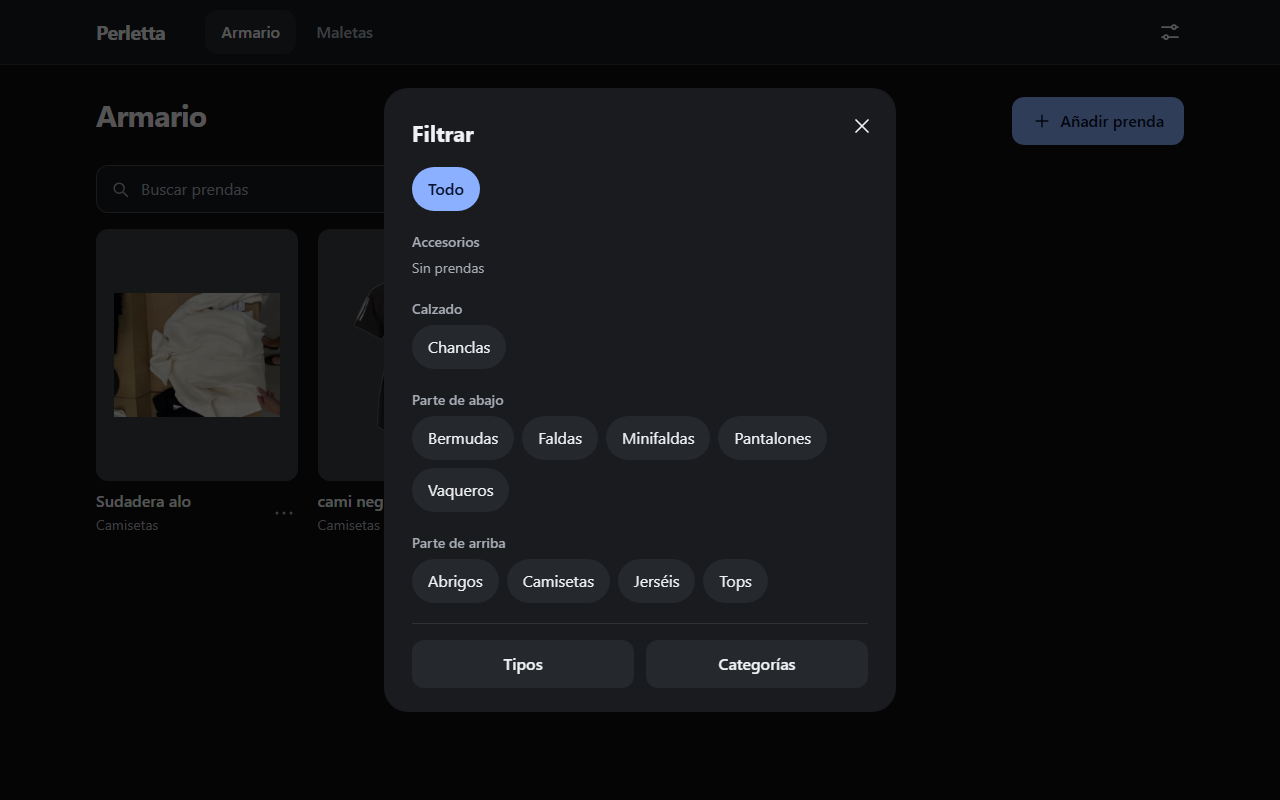 Perletta Armario Maletas
Armario
Añadir prenda
Buscar prendas
Sudadera alo
Camisetas
cami neg
Camisetas
Filtrar
Todo
Accesorios
Sin prendas
Calzado
Chanclas
Parte de abajo
Bermudas Faldas Minifaldas Pantalones
Vaqueros
Parte de arriba
Abrigos Camisetas Jerséis Tops
Tipos Categorías